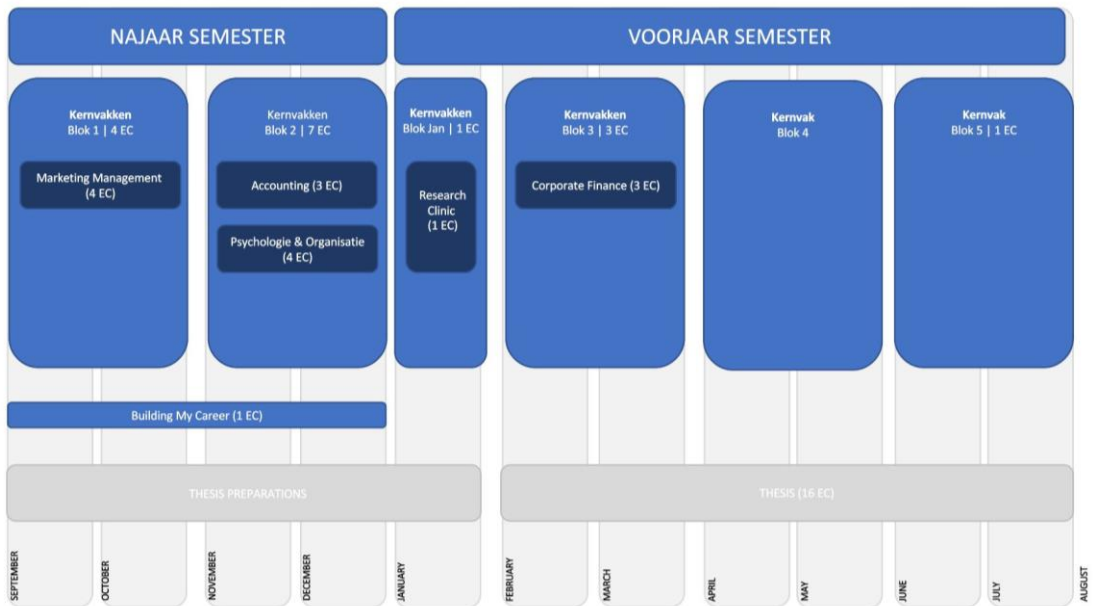 NAJAAR SEMESTER
VOORJAAR SEMESTER
Kernvakken
Blok 1 | 4 EC
Marketing Management
(4 EC)
Kernvakken
Blok 2 | 7 EC
Accounting (3 EC)
Psychologie & Organisatie
(4 EC)
Kernvakken
Blok Jan | 1 EC
Research
Clinic
(1 EC)
Kernvakken
Blok 3 | 3 EC
Corporate Finance (3 EC)
Kernvak
Blok 4
Kernvak
Blok 5 | 1 EC
Building My Career (1 EC)
THESIS PREPARATIONS
THESIS (16 EC)
SEPTEMBER
OCTOBER
NOVEMBER
DECEMBER
JANUARY
FEBRUARY
MARCH
APRIL
MAY
JUNE
JULY
AUGUST